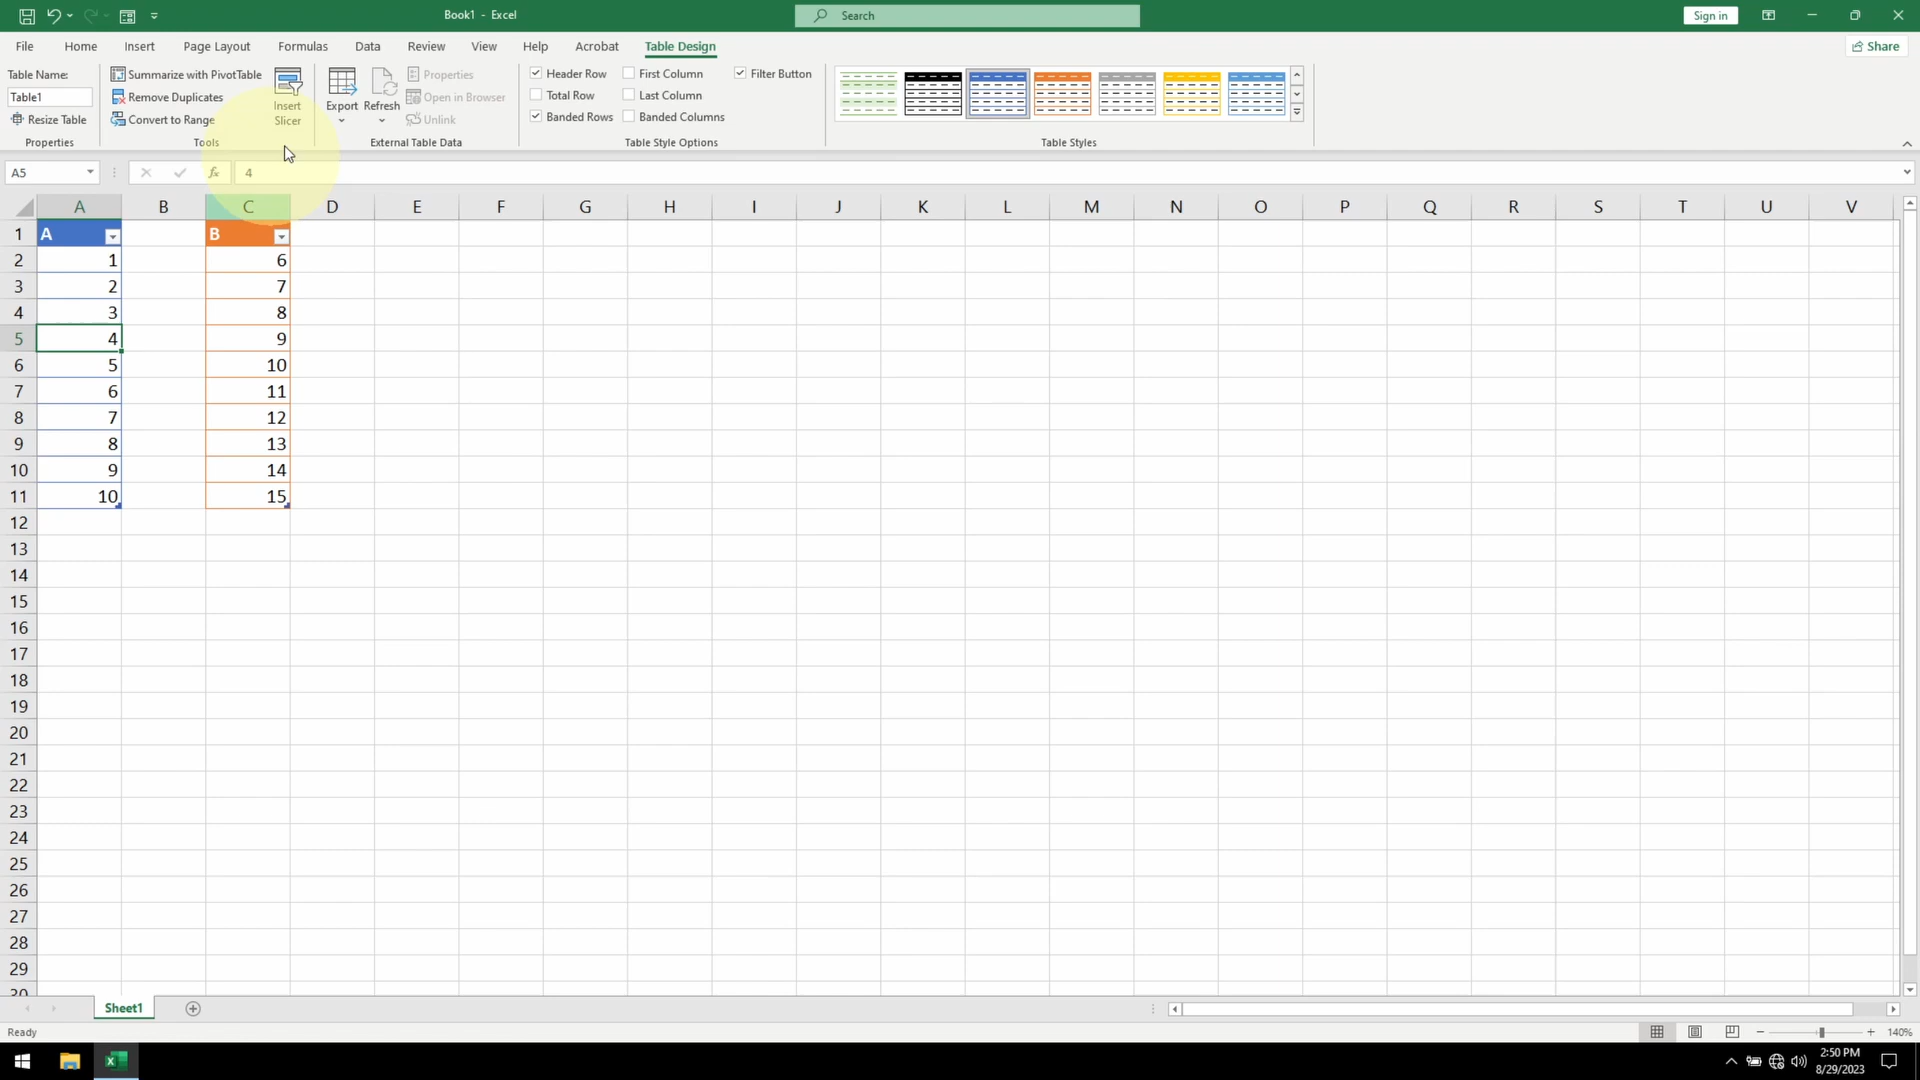 Book1 - Excel
Search
Sign in
File Home Insert Page Layout Formulas Data Review View Help Acrobat Table Design Share
Table Name: Summarize with PivotTable Properties Header Row First Column Filter Button
Table1 Remove Duplicates Insert Slicer Export Refresh Open in Browser Total Row Last Column
Resize Table Convert to Range Unlink Banded Rows Banded Columns
Properties Tools External Table Data Table Style Options Table Styles
A5 fx 4
A B C D E F G H I J K L M N O P Q R S T U V
1 A B
2 1 6
3 2 7
4 3 8
5 4 9
6 5 10
7 6 11
8 7 12
9 8 13
10 9 14
11 10 15
12
13
14
15
16
17
18
19
20
21
22
23
24
25
26
27
28
29
30
Sheet1
Ready 140%
2:50 PM
8/29/2023